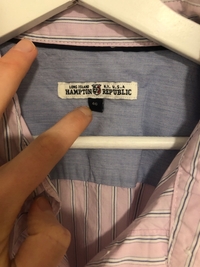 LONG ISLAND N.Y. U.S.A
HAMPTON REPUBLIC